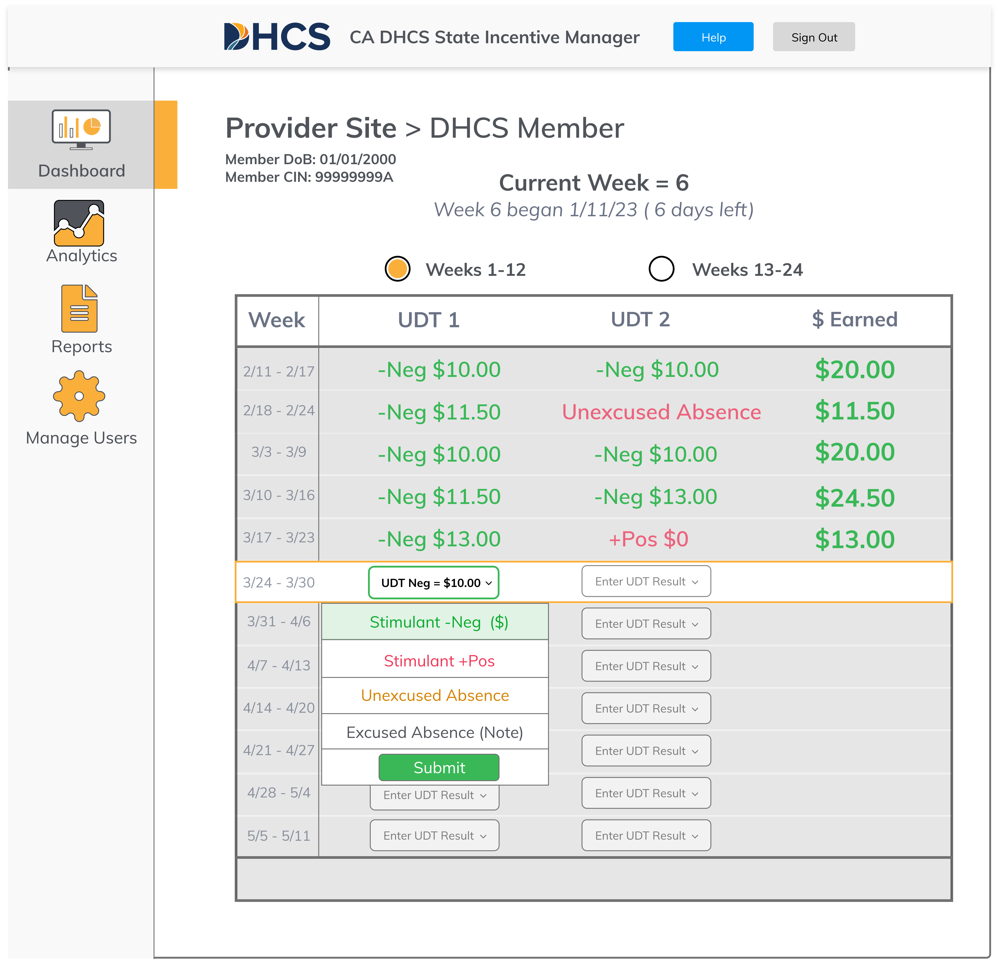 DHCS CA DHCS State Incentive Manager Help Sign Out
Dashboard
Analytics
Reports
Manage Users
Provider Site > DHCS Member
Member DoB: 01/01/2000
Member CIN: 99999999A
Current Week = 6
Week 6 began 1/11/23 ( 6 days left)
Weeks 1-12 Weeks 13-24
Week UDT 1 UDT 2 $ Earned
2/11 - 2/17 -Neg $10.00 -Neg $10.00 $20.00
2/18 - 2/24 -Neg $11.50 Unexcused Absence $11.50
3/3 - 3/9 -Neg $10.00 -Neg $10.00 $20.00
3/10 - 3/16 -Neg $11.50 -Neg $13.00 $24.50
3/17 - 3/23 -Neg $13.00 +Pos $0 $13.00
3/24 - 3/30 UDT Neg = $10.00 Enter UDT Result
3/31 - 4/6 Stimulant -Neg ($) Enter UDT Result
4/7 - 4/13 Stimulant +Pos Enter UDT Result
4/14 - 4/20 Unexcused Absence Enter UDT Result
4/21 - 4/27 Excused Absence (Note) Enter UDT Result
Submit
4/28 - 5/4 Enter UDT Result Enter UDT Result
5/5 - 5/11 Enter UDT Result Enter UDT Result